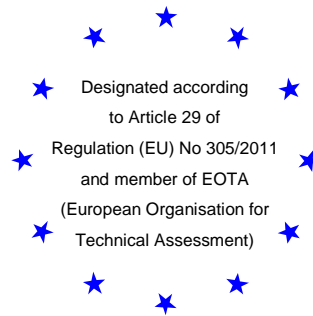 Designated according
to Article 29 of
Regulation (EU) No 305/2011
and member of EOTA
(European Organisation for
Technical Assessment)